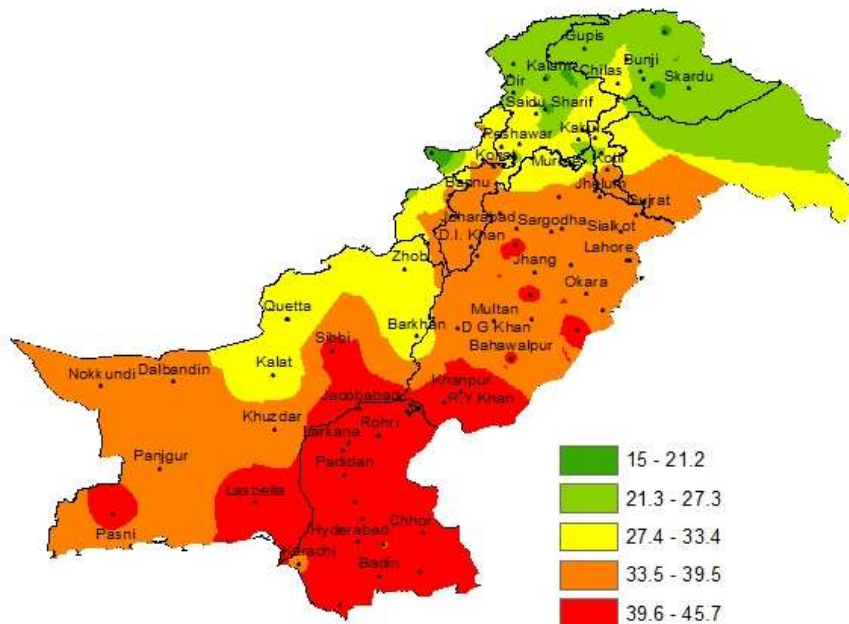 Gupis
Kalam
Bunji
Chilas
Dir
Skardu
Saidu Sharif
Peshawar
Kakul
Kotli
Jhelum
Gujrat
Sargodha
Sialkot
D.I. Khan
Lahore
Zhob
Jhang
Okara
Quetta
Multan
Barkhan
D G Khan
Sibbi
Bahawalpur
Nokkundi
Dalbandin
Kalat
Khanpur
Jacobabad
R Y Khan
Khuzdar
Rohri
Larkana
Panjgur
Padidan
Lasbella
Pasni
Hyderabad
Chhor
Karachi
Badin
15 - 21.2
21.3 - 27.3
27.4 - 33.4
33.5 - 39.5
39.6 - 45.7